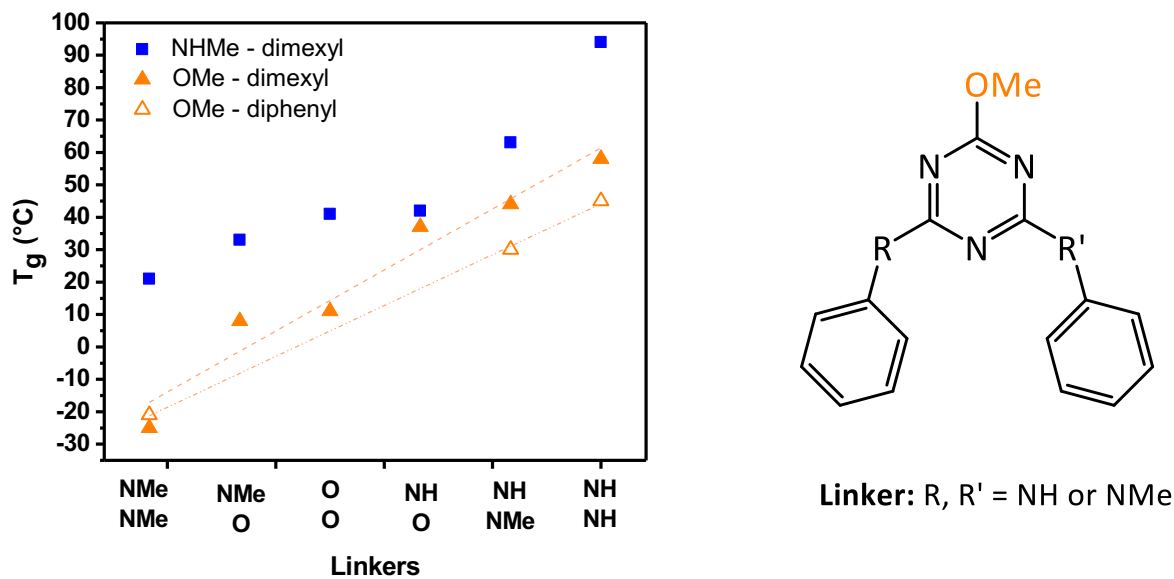 100
90
80
70
60
50
40
30
20
10
0
-10
-20
-30
Tg (°C)
NHMe - dimexyl
OMe - dimexyl
OMe - diphenyl
NMe NMe O NH NH NH
NMe O O O NMe NH
Linkers
OMe
N N
N
R R'
Linker: R, R' = NH or NMe